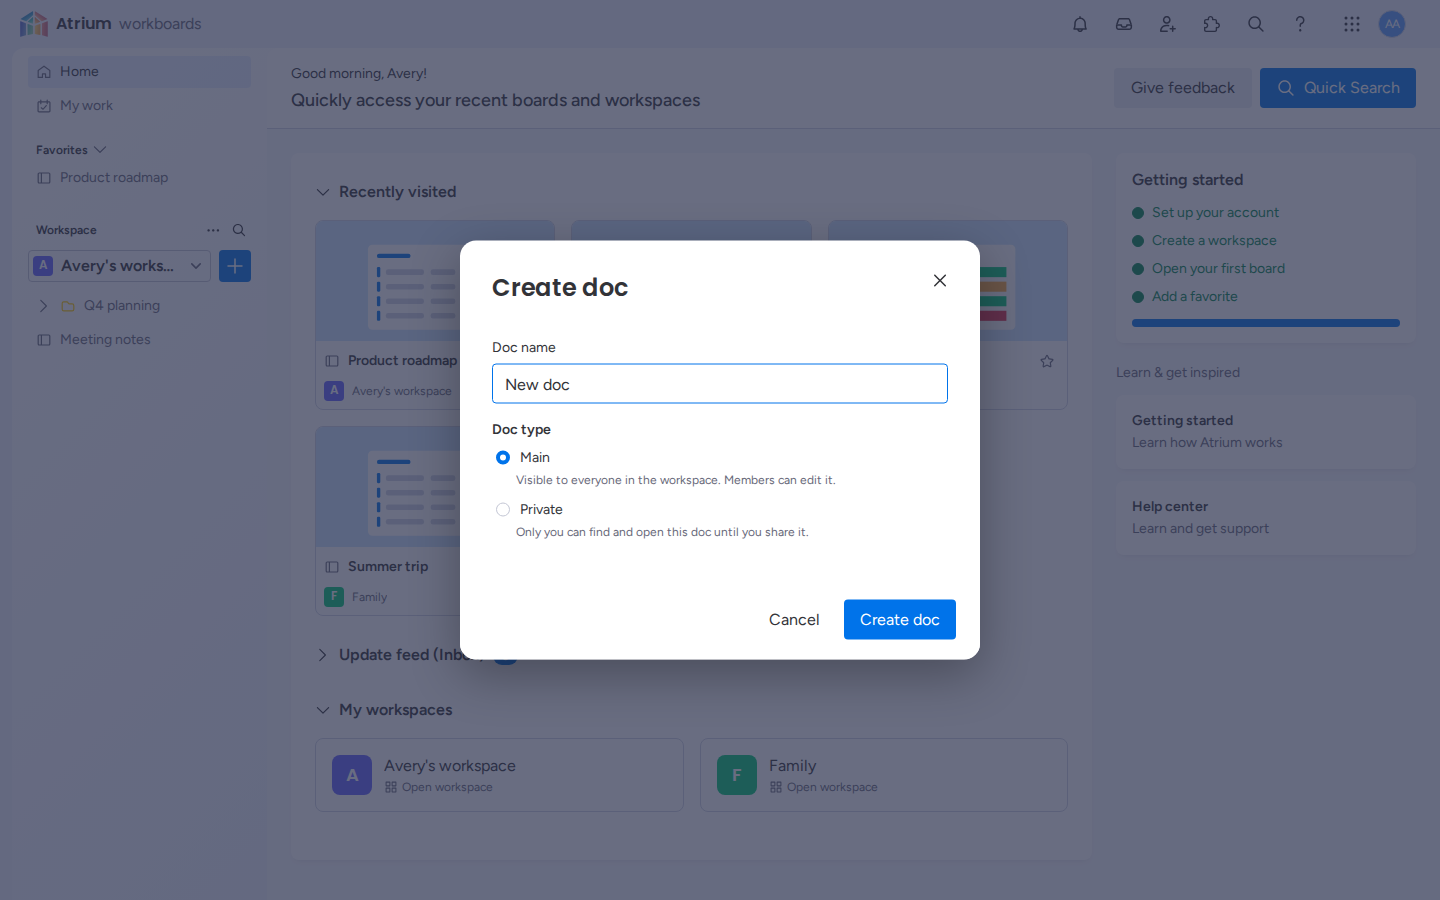 Atrium workboards
AA
Home
My work
Favorites
Product roadmap
Workspace
A Avery's works...
Q4 planning
Meeting notes
Good morning, Avery!
Quickly access your recent boards and workspaces
Give feedback
Quick Search
Recently visited
Product roadmap
A Avery's workspace
Summer trip
F Family
Update feed (Inbo
My workspaces
A Avery's workspace
Open workspace
F Family
Open workspace
Getting started
Set up your account
Create a workspace
Open your first board
Add a favorite
Learn & get inspired
Getting started
Learn how Atrium works
Help center
Learn and get support
Create doc
Doc name
New doc
Doc type
Main
Visible to everyone in the workspace. Members can edit it.
Private
Only you can find and open this doc until you share it.
Cancel
Create doc